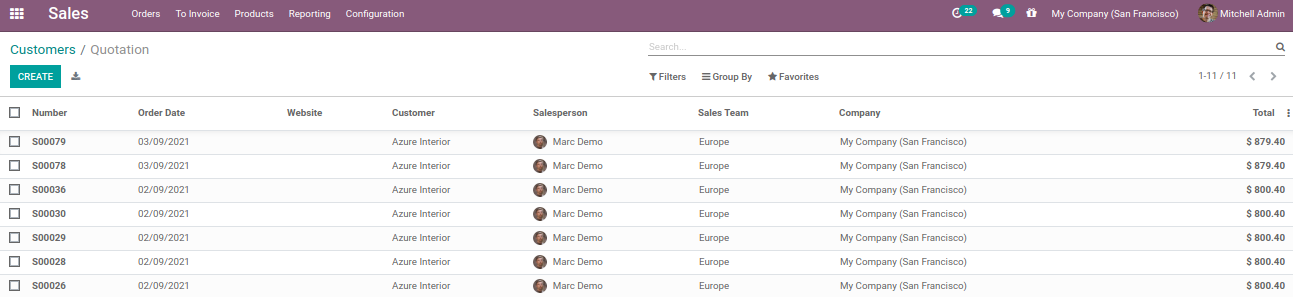 Sales Orders To Invoice Products Reporting Configuration 22 9 My Company (San Francisco) Mitchell Admin
Customers / Quotation Search...
CREATE Filters Group By Favorites 1-11 / 11
Number Order Date Website Customer Salesperson Sales Team Company Total
S00079 03/09/2021 Azure Interior Marc Demo Europe My Company (San Francisco) $ 879.40
S00078 03/09/2021 Azure Interior Marc Demo Europe My Company (San Francisco) $ 879.40
S00036 02/09/2021 Azure Interior Marc Demo Europe My Company (San Francisco) $ 800.40
S00030 02/09/2021 Azure Interior Marc Demo Europe My Company (San Francisco) $ 800.40
S00029 02/09/2021 Azure Interior Marc Demo Europe My Company (San Francisco) $ 800.40
S00028 02/09/2021 Azure Interior Marc Demo Europe My Company (San Francisco) $ 800.40
S00026 02/09/2021 Azure Interior Marc Demo Europe My Company (San Francisco) $ 800.40